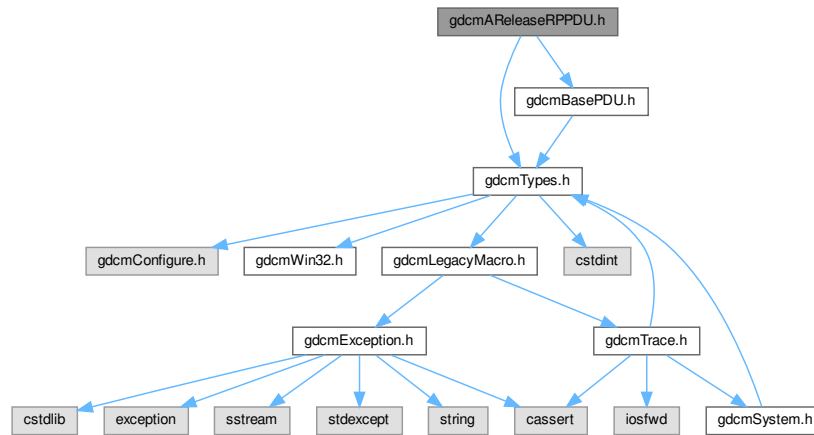 gdcmAReleaseRPPDU.h
gdcmBasePDU.h
gdcmTypes.h
gdcmConfigure.h
gdcmWin32.h
gdcmLegacyMacro.h
cstdint
gdcmException.h
gdcmTrace.h
cstdlib
exception
sstream
stdexcept
string
cassert
iosfwd
gdcmSystem.h